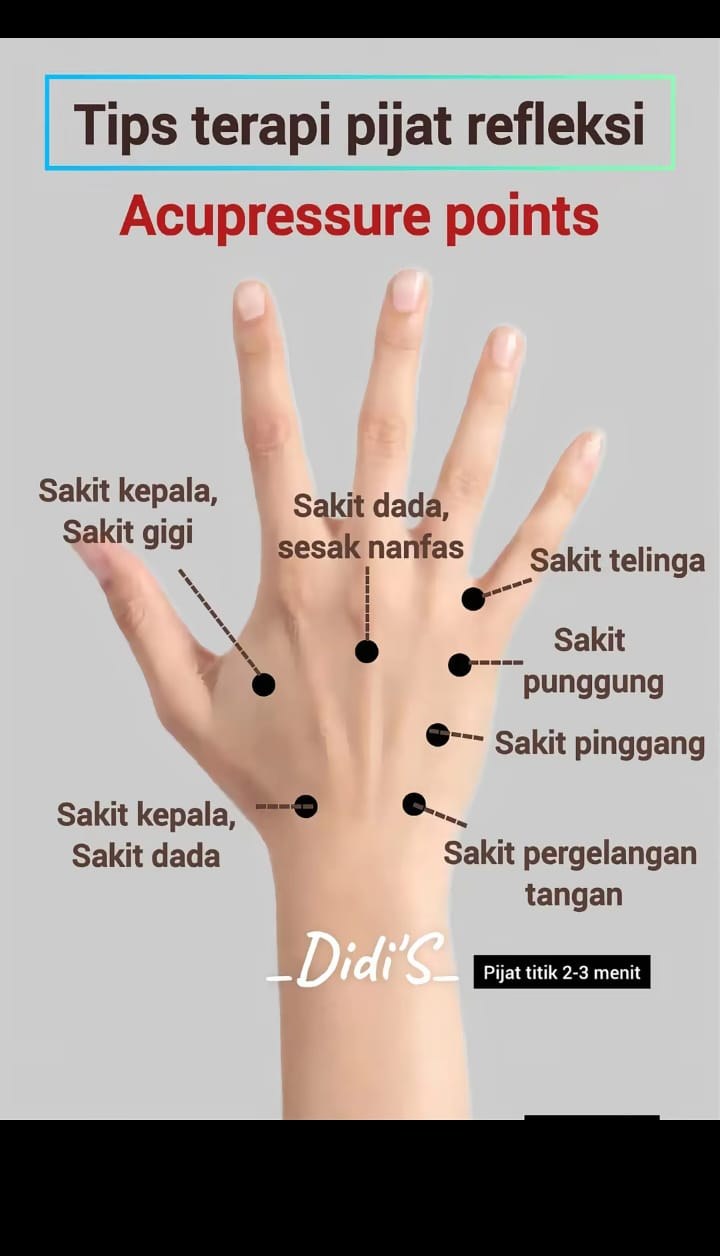 Tips terapi pijat refleksi
Acupressure points
Sakit kepala,
Sakit gigi
Sakit dada,
sesak nanfas
Sakit telinga
Sakit
punggung
Sakit pinggang
Sakit kepala,
Sakit dada
Sakit pergelangan
tangan
_Didi'S_
Pijat titik 2-3 menit